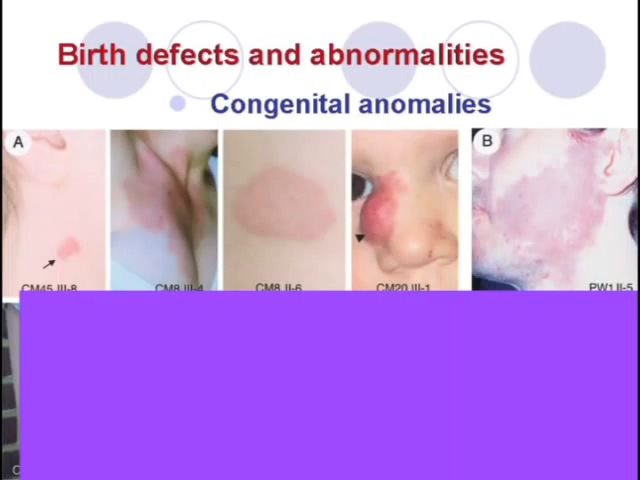 Birth defects and abnormalities
Congenital anomalies
A
B
CM45 III-8
CM8 III-4
CM8 II-6
CM20 III-1
PW1 II-5